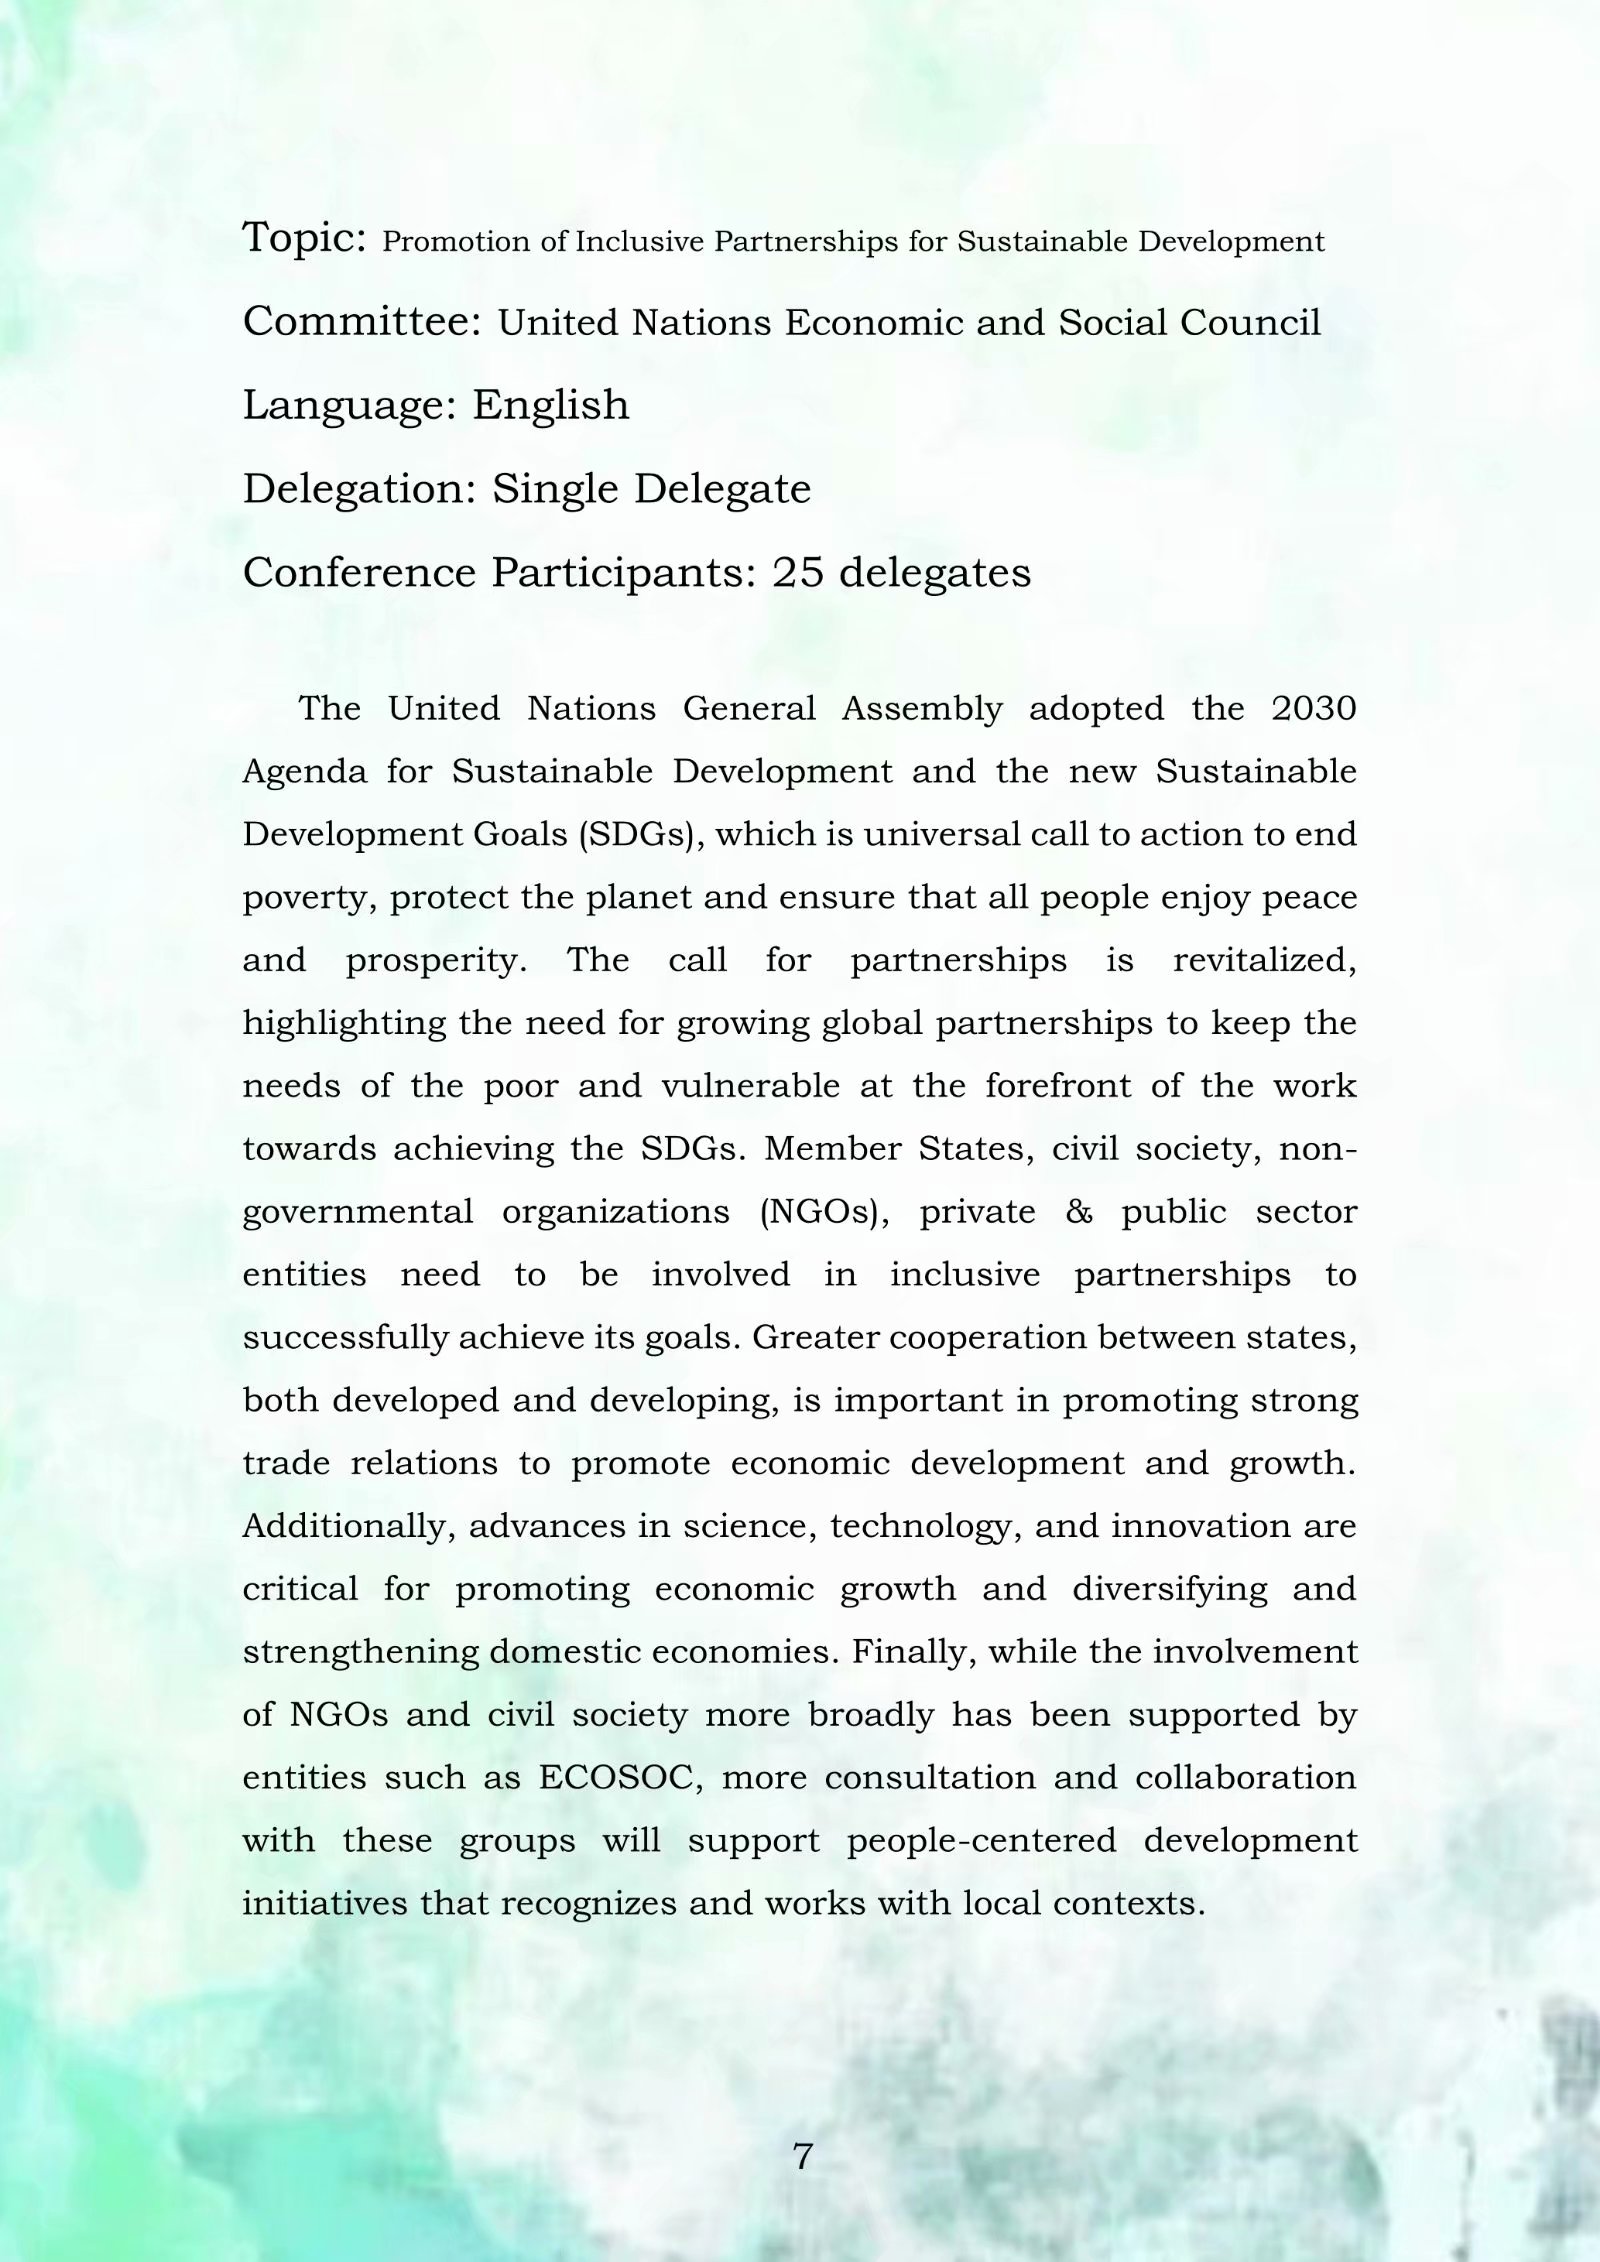 Topic: Promotion of Inclusive Partnerships for Sustainable Development
Committee: United Nations Economic and Social Council
Language: English
Delegation: Single Delegate
Conference Participants: 25 delegates
The United Nations General Assembly adopted the 2030
Agenda for Sustainable Development and the new Sustainable
Development Goals (SDGs), which is universal call to action to end
poverty, protect the planet and ensure that all people enjoy peace
and prosperity. The call for partnerships is revitalized,
highlighting the need for growing global partnerships to keep the
needs of the poor and vulnerable at the forefront of the work
towards achieving the SDGs. Member States, civil society, non-
governmental organizations (NGOs), private & public sector
entities need to be involved in inclusive partnerships to
successfully achieve its goals. Greater cooperation between states,
both developed and developing, is important in promoting strong
trade relations to promote economic development and growth.
Additionally, advances in science, technology, and innovation are
critical for promoting economic growth and diversifying and
strengthening domestic economies. Finally, while the involvement
of NGOs and civil society more broadly has been supported by
entities such as ECOSOC, more consultation and collaboration
with these groups will support people-centered development
initiatives that recognizes and works with local contexts.
7